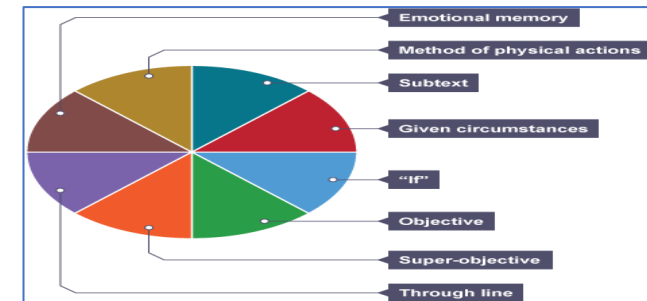 Emotional memory
Method of physical actions
Subtext
Given circumstances
“If”
Objective
Super-objective
Through line